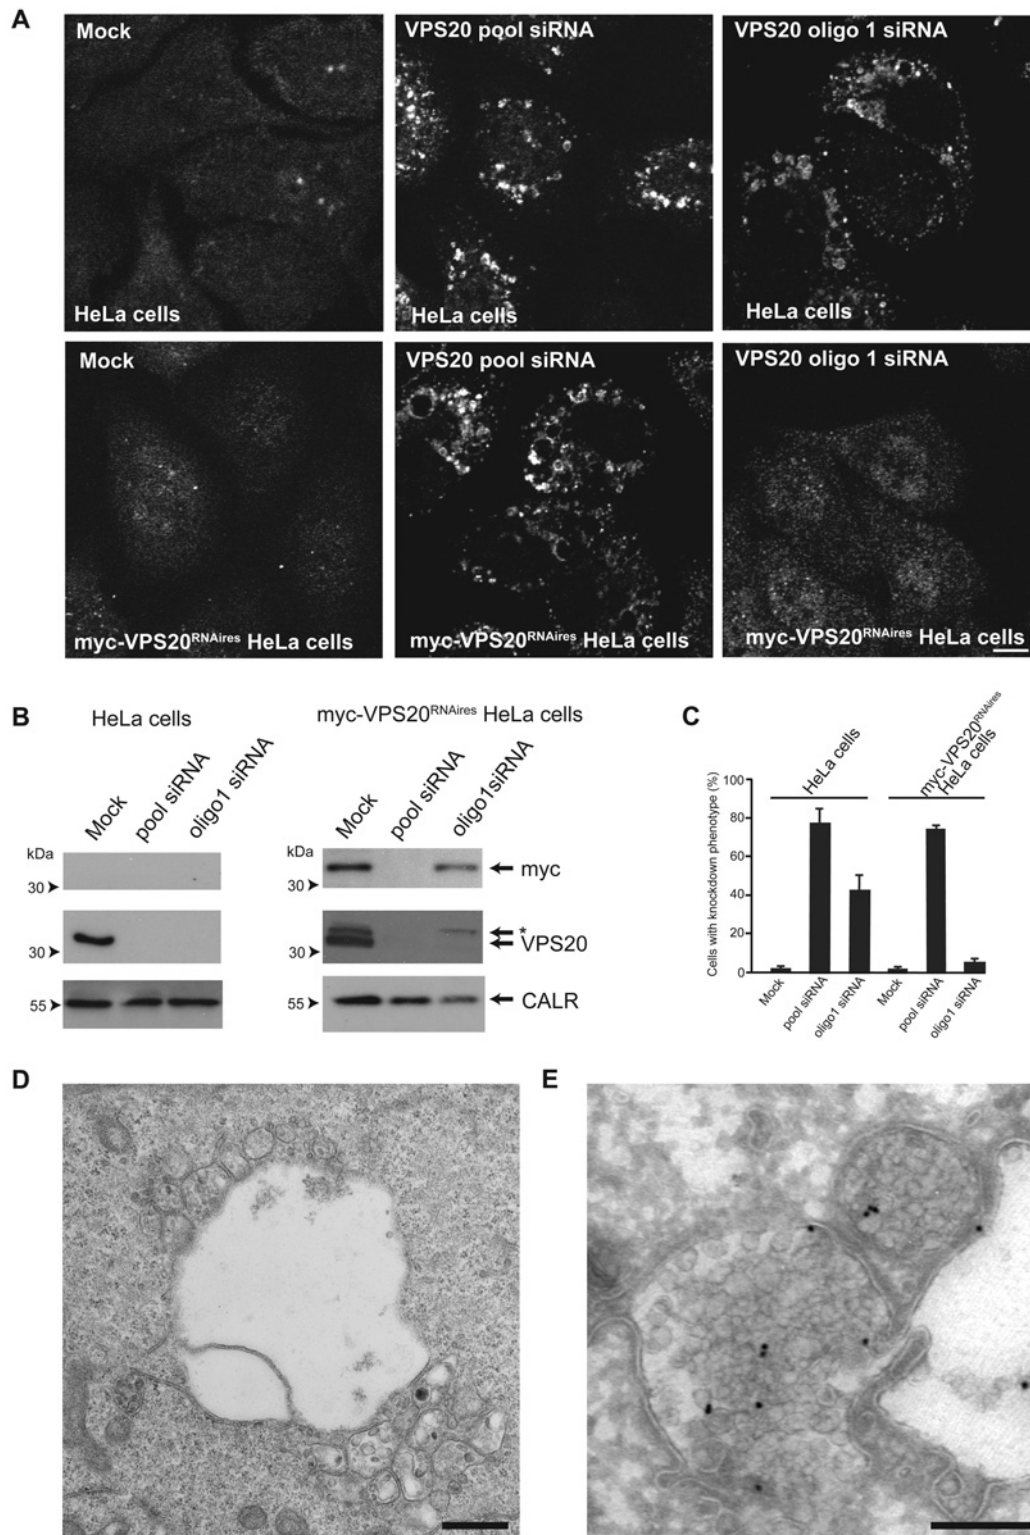 A
Mock
VPS20 pool siRNA
VPS20 oligo 1 siRNA
HeLa cells
HeLa cells
HeLa cells
Mock
VPS20 pool siRNA
VPS20 oligo 1 siRNA
myc-VPS20RNAires HeLa cells
myc-VPS20RNAires HeLa cells
myc-VPS20RNAires HeLa cells
B
HeLa cells
Mock
pool siRNA
oligo1 siRNA
kDa
30
30
55
myc-VPS20RNAires HeLa cells
Mock
pool siRNA
oligo1siRNA
kDa
30
30
55
myc
*
VPS20
CALR
C
HeLa cells
myc-VPS20RNAires
HeLa cells
Cells with knockdown phenotype (%)
100
80
60
40
20
0
Mock
pool siRNA
oligo1 siRNA
Mock
pool siRNA
oligo1 siRNA
D
E